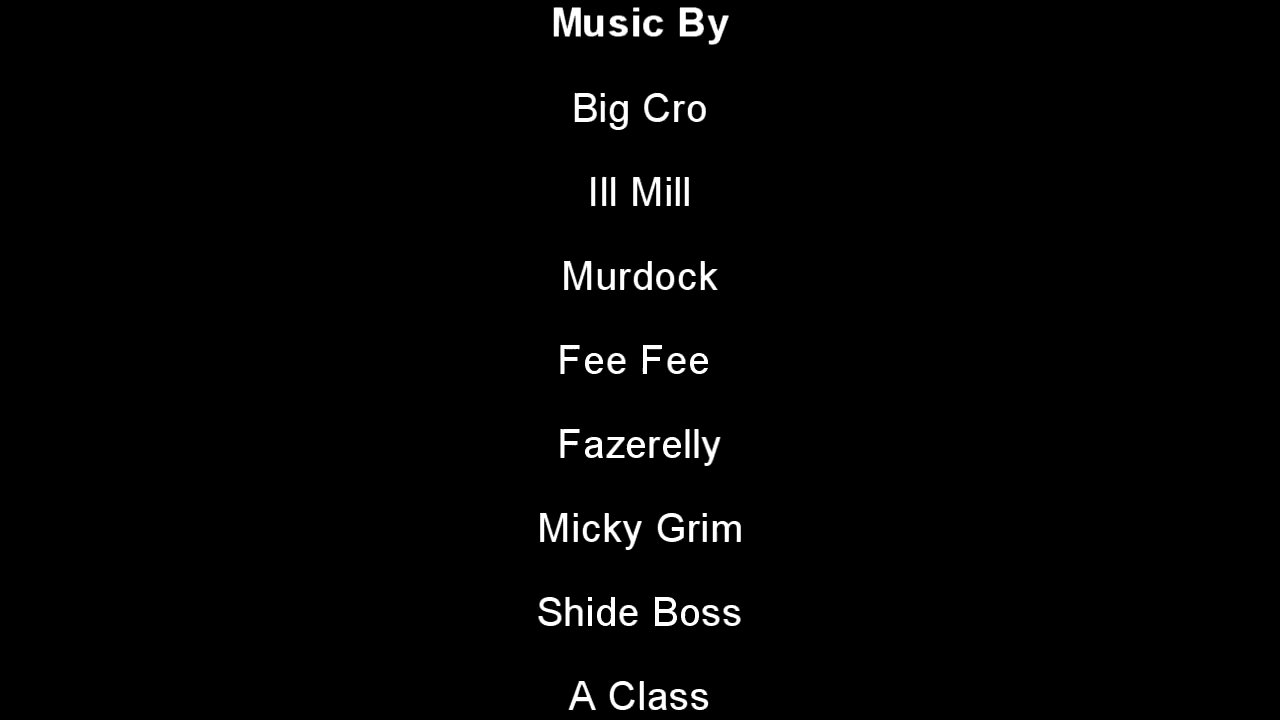 Music By
Big Cro
Ill Mill
Murdock
Fee Fee
Fazerelly
Micky Grim
Shide Boss
A Class